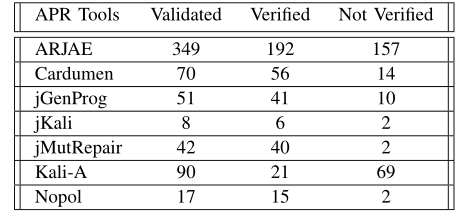 APR Tools Validated Verified Not Verified
ARJAE 349 192 157
Cardumen 70 56 14
jGenProg 51 41 10
jKali 8 6 2
jMutRepair 42 40 2
Kali-A 90 21 69
Nopol 17 15 2